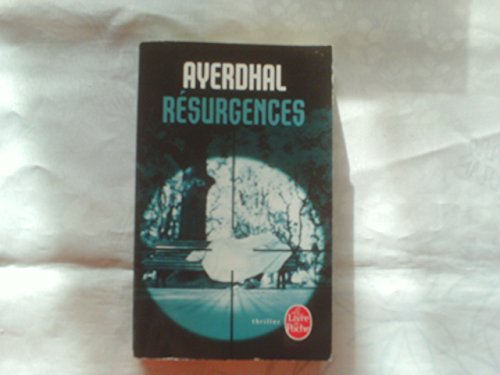 AYERDHAL
RÉSURGENCES
thriller
Le
Livre
de
Poche